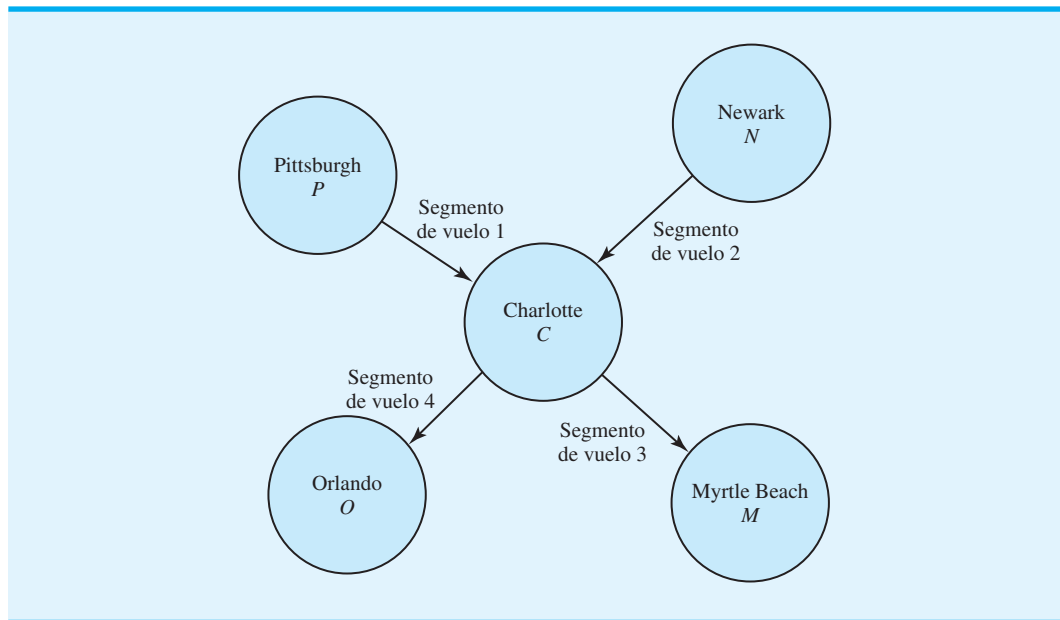 Newark
N
Pittsburgh
P
Segmento
de vuelo 1
Segmento
de vuelo 2
Charlotte
C
Segmento
de vuelo 4
Segmento
de vuelo 3
Orlando
O
Myrtle Beach
M